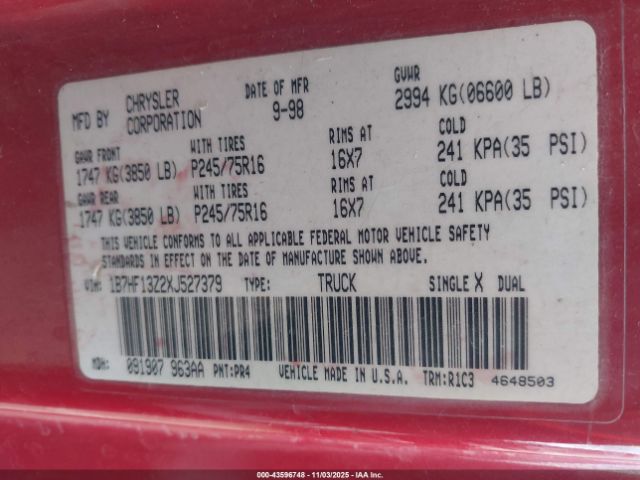 MFD BY CHRYSLER CORPORATION DATE OF MFR 9-98 GVWR 2994 KG(06600 LB)
GAWR FRONT WITH TIRES RIMS AT COLD
1747 KG(3850 LB) P245/75R16 16X7 241 KPA(35 PSI)
GAWR REAR WITH TIRES RIMS AT COLD
1747 KG(3850 LB) P245/75R16 16X7 241 KPA(35 PSI)
THIS VEHICLE CONFORMS TO ALL APPLICABLE FEDERAL MOTOR VEHICLE SAFETY
STANDARDS IN EFFECT ON THE DATE OF MANUFACTURE SHOWN ABOVE.
VIN: 1B7HF13Z2XJ527379 TYPE: TRUCK SINGLE X DUAL
MDH: 091907 963AA PNT:PR4 VEHICLE MADE IN U.S.A. TRM:R1C3 4648503
000-43596748 - 11/03/2025 - IAA Inc.